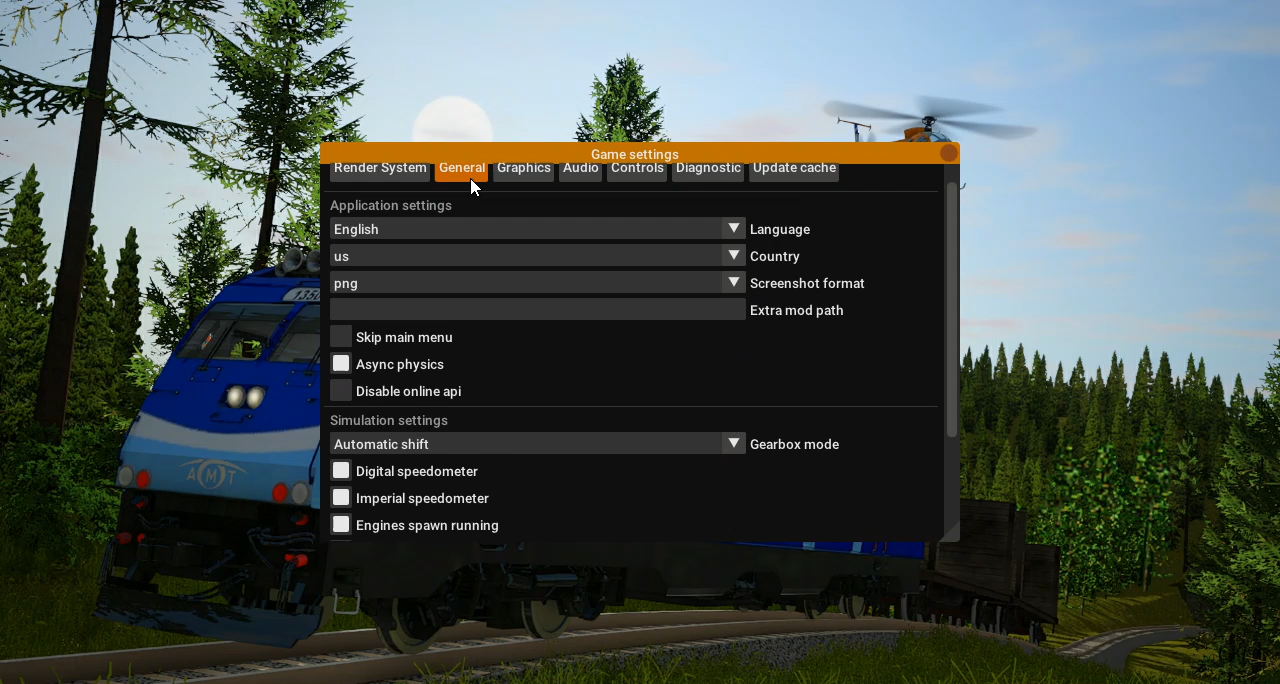 Game settings
Render System General Graphics Audio Controls Diagnostic Update cache
Application settings
English Language
us Country
png Screenshot format
Extra mod path
Skip main menu
Async physics
Disable online api
Simulation settings
Automatic shift Gearbox mode
Digital speedometer
Imperial speedometer
Engines spawn running
AMT